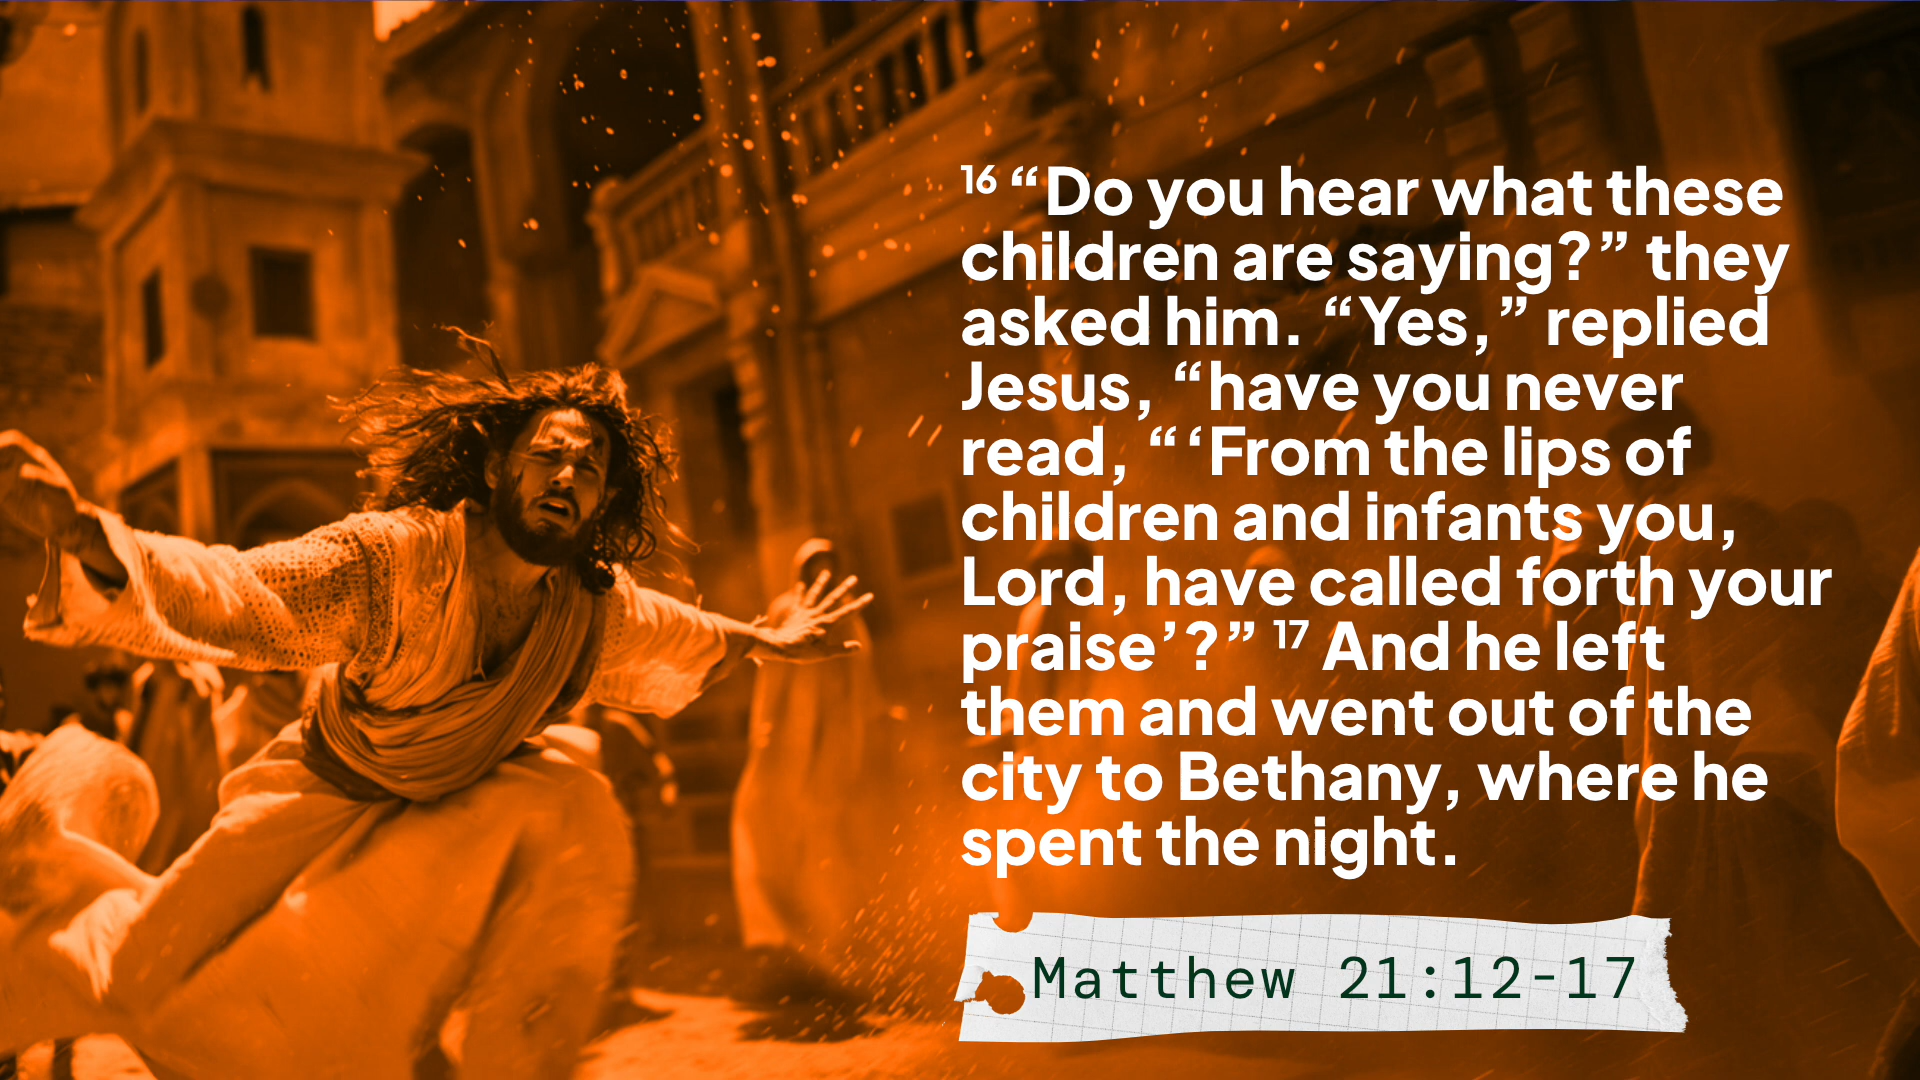 16 “Do you hear what these
children are saying?” they
asked him. “Yes,” replied
Jesus, “have you never
read, “‘From the lips of
children and infants you,
Lord, have called forth your
praise’?” 17 And he left
them and went out of the
city to Bethany, where he
spent the night.
Matthew 21:12-17